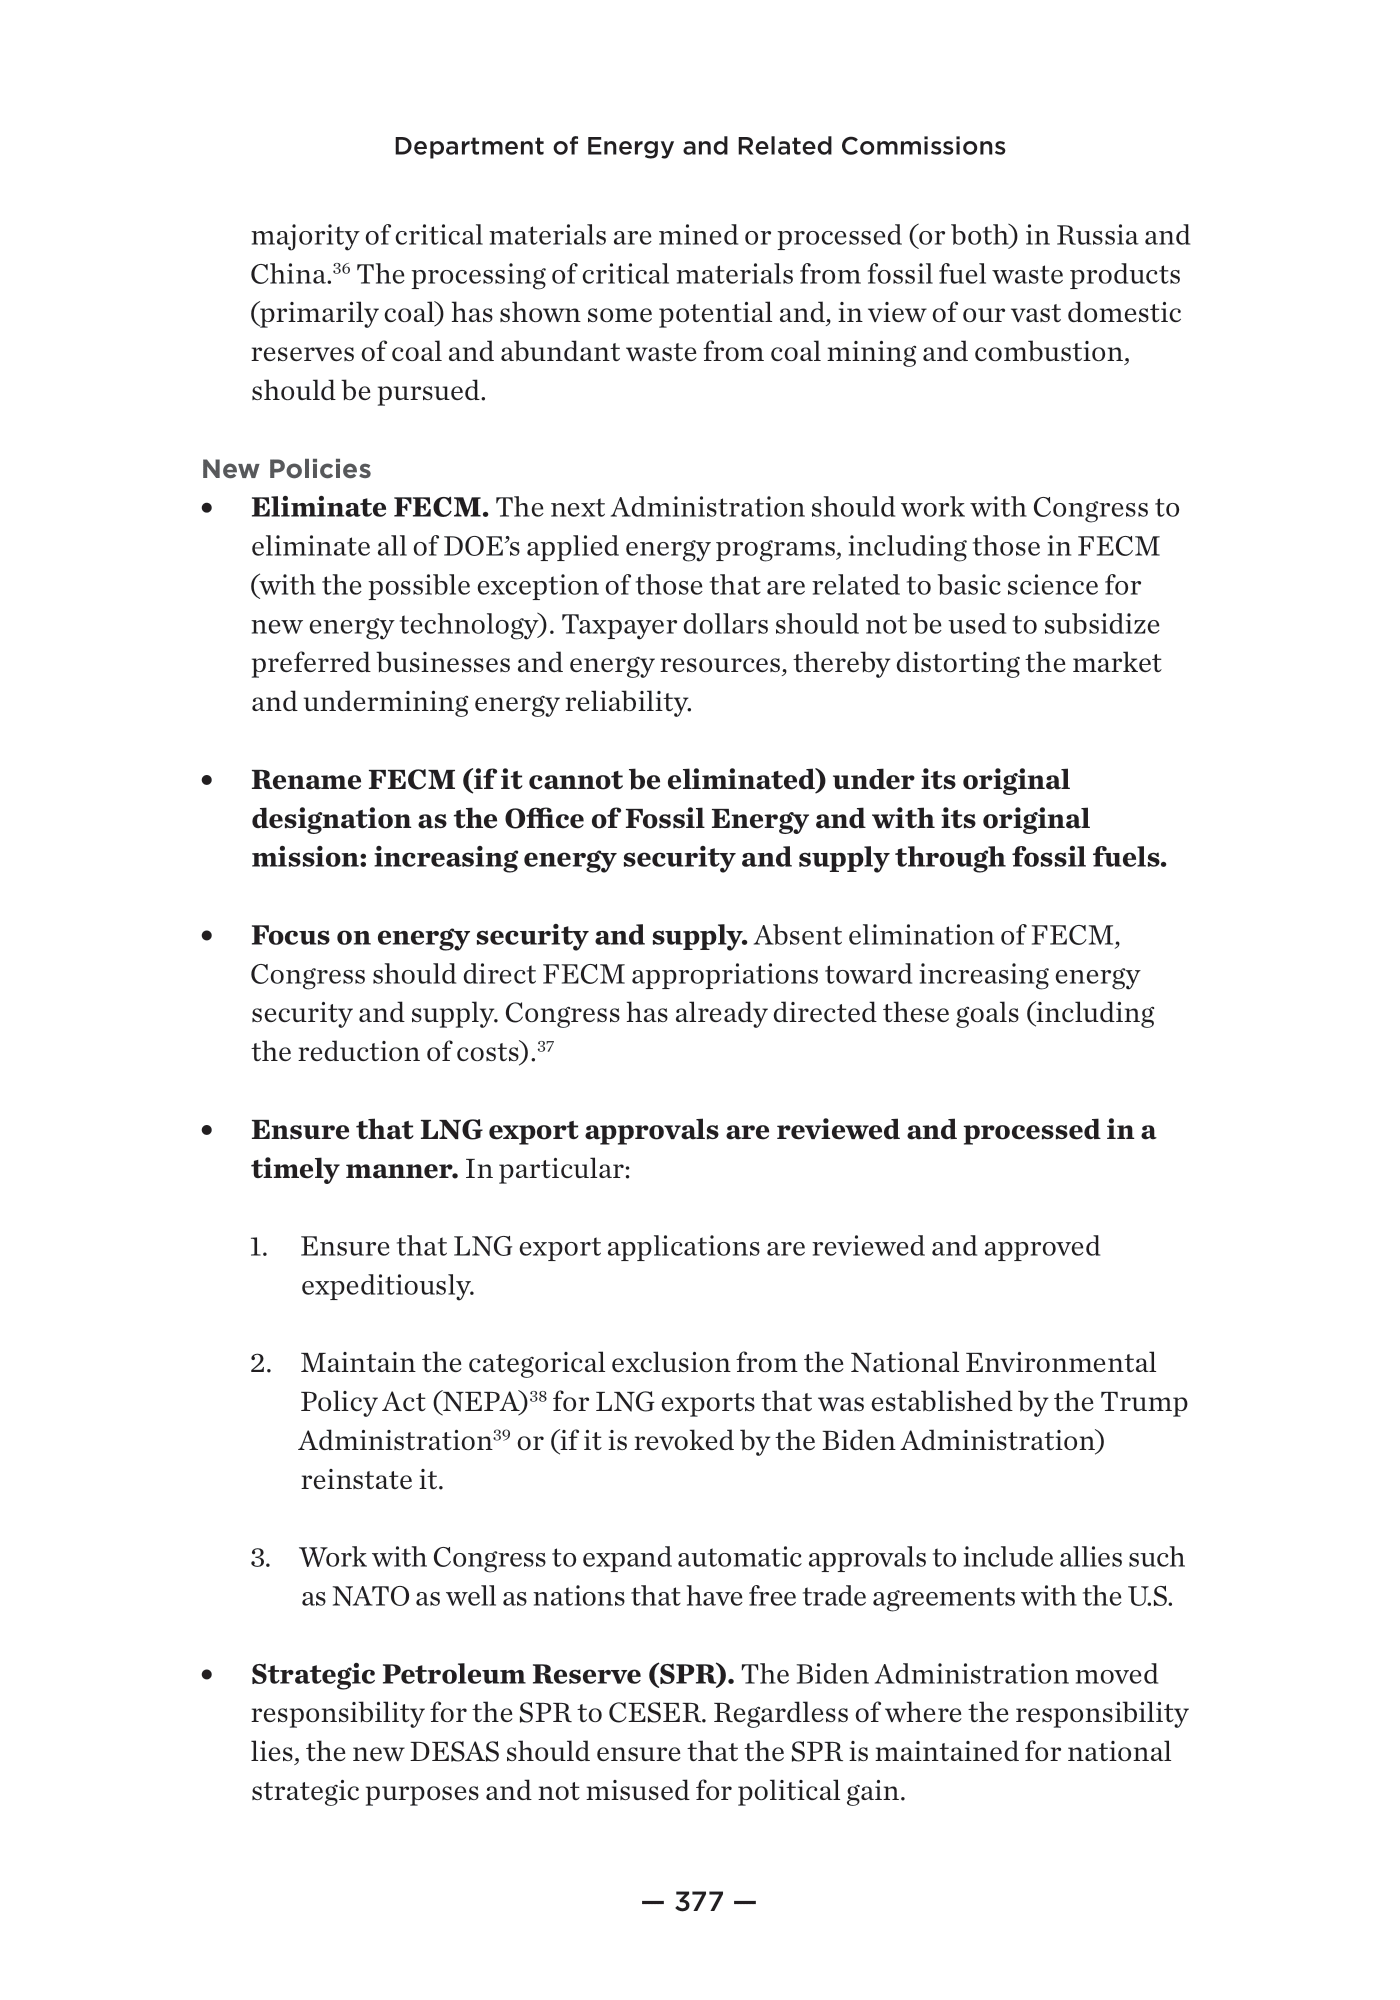 Department of Energy and Related Commissions
majority of critical materials are mined or processed (or both) in Russia and
China.³⁶ The processing of critical materials from fossil fuel waste products
(primarily coal) has shown some potential and, in view of our vast domestic
reserves of coal and abundant waste from coal mining and combustion,
should be pursued.
New Policies
• Eliminate FECM. The next Administration should work with Congress to
eliminate all of DOE’s applied energy programs, including those in FECM
(with the possible exception of those that are related to basic science for
new energy technology). Taxpayer dollars should not be used to subsidize
preferred businesses and energy resources, thereby distorting the market
and undermining energy reliability.
• Rename FECM (if it cannot be eliminated) under its original
designation as the Office of Fossil Energy and with its original
mission: increasing energy security and supply through fossil fuels.
• Focus on energy security and supply. Absent elimination of FECM,
Congress should direct FECM appropriations toward increasing energy
security and supply. Congress has already directed these goals (including
the reduction of costs).³⁷
• Ensure that LNG export approvals are reviewed and processed in a
timely manner. In particular:
1. Ensure that LNG export applications are reviewed and approved
expeditiously.
2. Maintain the categorical exclusion from the National Environmental
Policy Act (NEPA)³⁸ for LNG exports that was established by the Trump
Administration³⁹ or (if it is revoked by the Biden Administration)
reinstate it.
3. Work with Congress to expand automatic approvals to include allies such
as NATO as well as nations that have free trade agreements with the U.S.
• Strategic Petroleum Reserve (SPR). The Biden Administration moved
responsibility for the SPR to CESER. Regardless of where the responsibility
lies, the new DESAS should ensure that the SPR is maintained for national
strategic purposes and not misused for political gain.
— 377 —